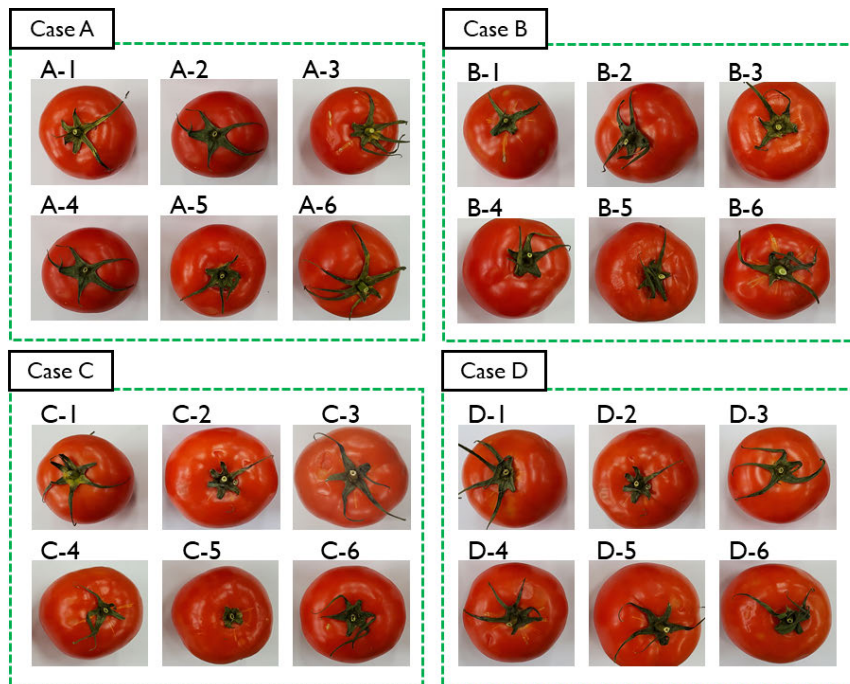 Case A
A-1 A-2 A-3
A-4 A-5 A-6
Case B
B-1 B-2 B-3
B-4 B-5 B-6
Case C
C-1 C-2 C-3
C-4 C-5 C-6
Case D
D-1 D-2 D-3
D-4 D-5 D-6